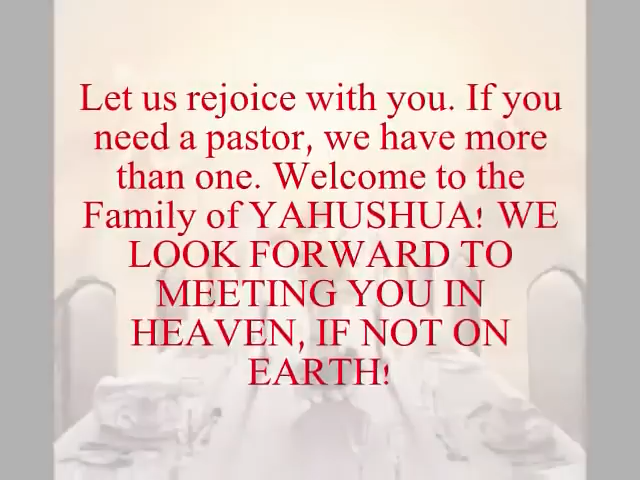 Let us rejoice with you. If you
need a pastor, we have more
than one. Welcome to the
Family of YAHUSHUA! WE
LOOK FORWARD TO
MEETING YOU IN
HEAVEN, IF NOT ON
EARTH!